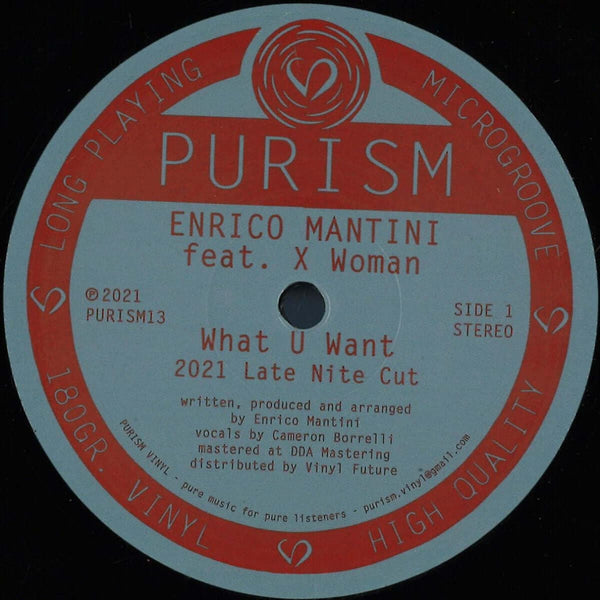 LONG PLAYING
MICROGROOVE
PURISM
ENRICO MANTINI
feat. X Woman
℗ 2021
PURISM13
SIDE 1
STEREO
What U Want
2021 Late Nite Cut
written, produced and arranged
by Enrico Mantini
vocals by Cameron Borrelli
mastered at DDA Mastering
distributed by Vinyl Future
PURISM VINYL - pure music for pure listeners - purism.vinyl@gmail.com
180GR. VINYL
HIGH QUALITY